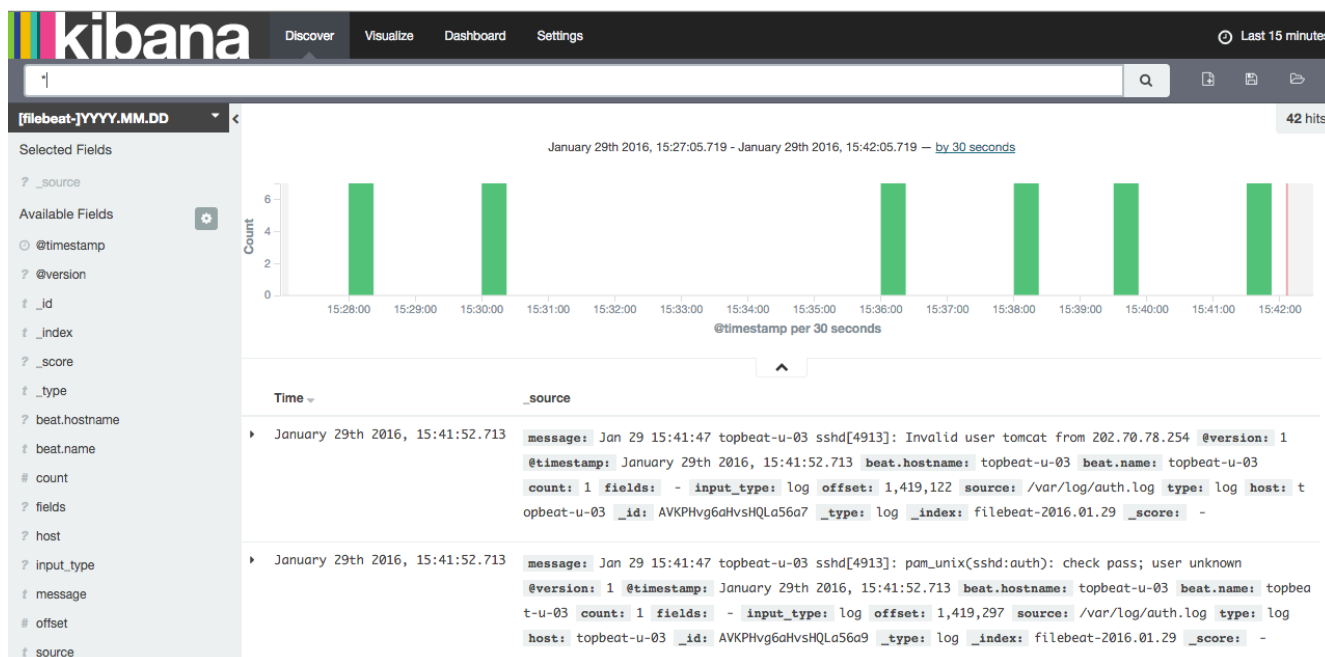 kibana
Discover Visualize Dashboard Settings Last 15 minutes
*
[filebeat-]YYYY.MM.DD
42 hits
Selected Fields
? _source
Available Fields
@timestamp
? @version
t _id
t _index
? _score
t _type
? beat.hostname
t beat.name
# count
? fields
? host
? input_type
t message
# offset
t source
January 29th 2016, 15:27:05.719 - January 29th 2016, 15:42:05.719 — by 30 seconds
Count
6
4
2
0
15:28:00 15:29:00 15:30:00 15:31:00 15:32:00 15:33:00 15:34:00 15:35:00 15:36:00 15:37:00 15:38:00 15:39:00 15:40:00 15:41:00 15:42:00
@timestamp per 30 seconds
Time _source
January 29th 2016, 15:41:52.713 message: Jan 29 15:41:47 topbeat-u-03 sshd[4913]: Invalid user tomcat from 202.70.78.254 @version: 1
@timestamp: January 29th 2016, 15:41:52.713 beat.hostname: topbeat-u-03 beat.name: topbeat-u-03
count: 1 fields: - input_type: log offset: 1,419,122 source: /var/log/auth.log type: log host: t
opbeat-u-03 _id: AVKPHvg6aHvsHQLa56a7 _type: log _index: filebeat-2016.01.29 _score: -
January 29th 2016, 15:41:52.713 message: Jan 29 15:41:47 topbeat-u-03 sshd[4913]: pam_unix(sshd:auth): check pass; user unknown
@version: 1 @timestamp: January 29th 2016, 15:41:52.713 beat.hostname: topbeat-u-03 beat.name: topbea
t-u-03 count: 1 fields: - input_type: log offset: 1,419,297 source: /var/log/auth.log type: log
host: topbeat-u-03 _id: AVKPHvg6aHvsHQLa56a9 _type: log _index: filebeat-2016.01.29 _score: -